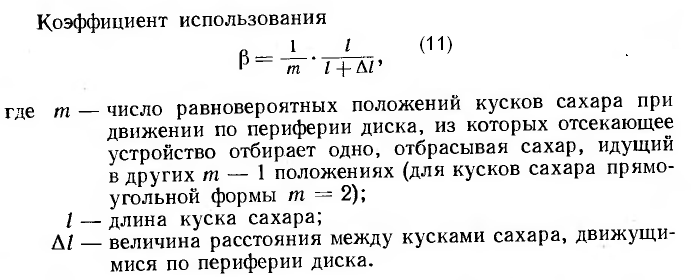 Коэффициент использования
β = 1/m · l/(l + Δl), (11)
где m — число равновероятных положений кусков сахара при
движении по периферии диска, из которых отсекающее
устройство отбирает одно, отбрасывая сахар, идущий
в других m — 1 положениях (для кусков сахара прямо-
угольной формы m = 2);
l — длина куска сахара;
Δl — величина расстояния между кусками сахара, движущи-
мися по периферии диска.